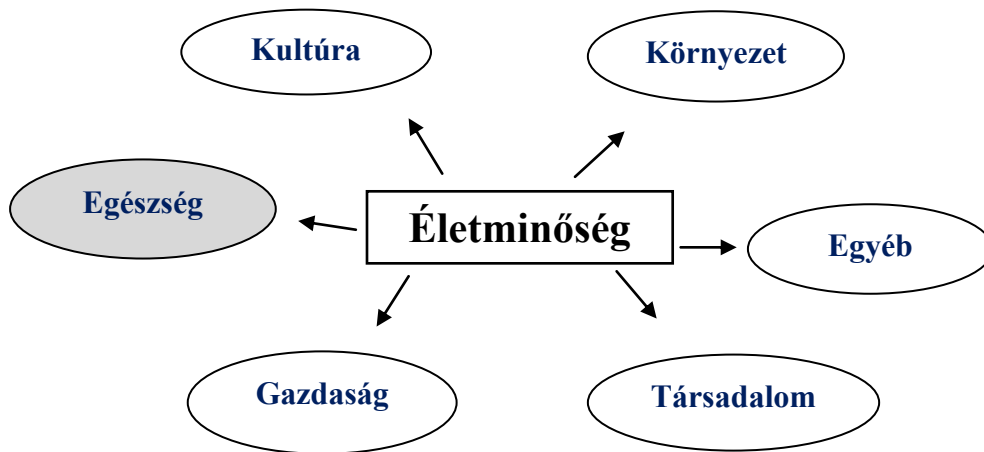 Kultúra
Környezet
Egészség
Életminőség
Egyéb
Gazdaság
Társadalom